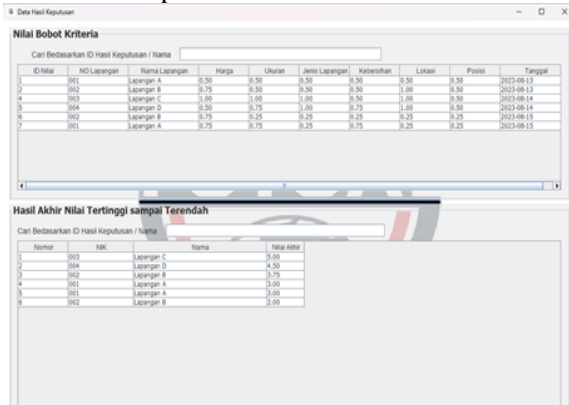 Data Hasil Keputusan
Nilai Bobot Kriteria
Cari Bedasarkan ID Hasil Keputusan / Nama
ID Nilai NO Lapangan Nama Lapangan Harga Ukuran Jenis Lapangan Kebersihan Lokasi Posisi Tanggal
1 001 Lapangan A 0.50 0.50 0.50 0.50 0.50 0.50 2023-08-13
2 002 Lapangan B 0.75 0.50 0.50 0.50 1.00 0.50 2023-08-13
4 003 Lapangan C 1.00 1.00 1.00 0.50 1.00 0.50 2023-08-14
5 004 Lapangan D 0.50 0.75 1.00 0.75 1.00 0.50 2023-08-14
6 002 Lapangan B 0.75 0.25 0.25 0.25 0.25 0.25 2023-08-15
7 001 Lapangan A 0.75 0.75 0.25 0.75 0.25 0.25 2023-08-15
Hasil Akhir Nilai Tertinggi sampai Terendah
Cari Bedasarkan ID Hasil Keputusan / Nama
Nomor NIK Nama Nilai Akhir
1 003 Lapangan C 5.00
2 004 Lapangan D 4.50
3 002 Lapangan B 3.75
4 001 Lapangan A 3.00
5 001 Lapangan A 3.00
6 002 Lapangan B 2.00